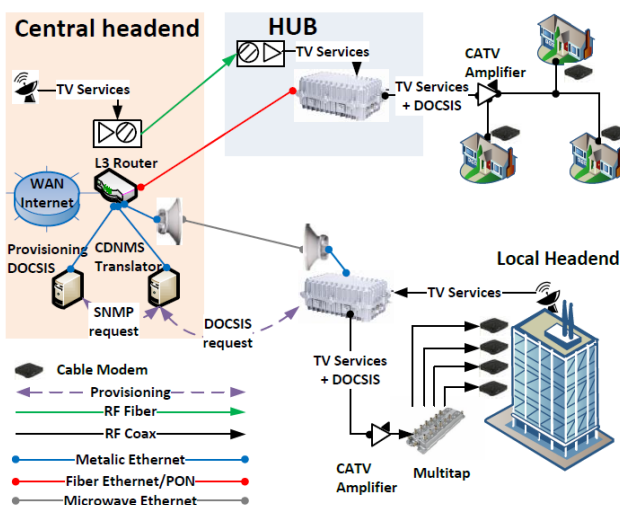 Central headend
HUB
TV Services
TV Services
CATV
Amplifier
TV Services
+ DOCSIS
L3 Router
WAN
Internet
Provisioning
DOCSIS
CDNMS
Translator
SNMP
request
DOCSIS
request
Local Headend
TV Services
TV Services
+ DOCSIS
CATV
Amplifier
Multitap
Cable Modem
Provisioning
RF Fiber
RF Coax
Metalic Ethernet
Fiber Ethernet/PON
Microwave Ethernet